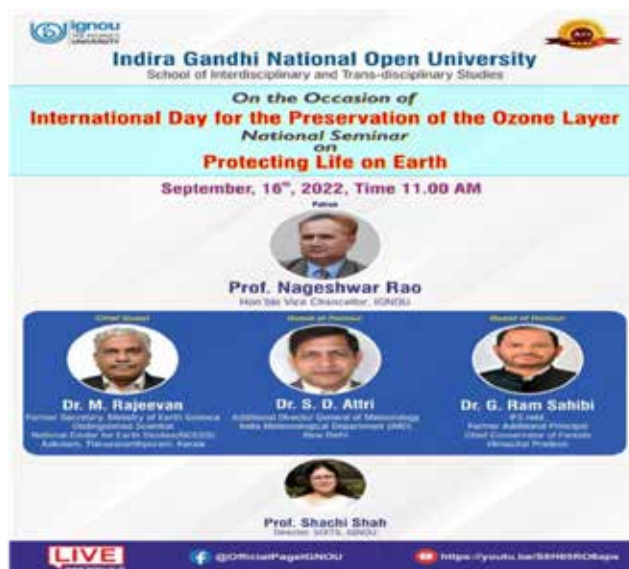 ignou
THE PEOPLE'S
UNIVERSITY
Indira Gandhi National Open University
School of Interdisciplinary and Trans-disciplinary Studies
On the Occasion of
International Day for the Preservation of the Ozone Layer
National Seminar
on
Protecting Life on Earth
September, 16th, 2022, Time 11.00 AM
Patron
Prof. Nageshwar Rao
Hon'ble Vice Chancellor, IGNOU
Chief Guest
Dr. M. Rajeevan
Former Secretary, Ministry of Earth Science
Distinguished Scientist
National Center for Earth Studies(NCESS),
Kerala
Guest of Honour
Dr. S. D. Attri
Additional Director General of Meteorology
India Meteorological Department (IMD)
New Delhi
Guest of Honour
Dr. G. Ram Sahibi
IFS retd.
Former Additional Principal
Chief Conservator of Forests
Himachal Pradesh
Prof. Shachi Shah
Director, SOITS, IGNOU
LIVE
@OfficialPageIGNOU